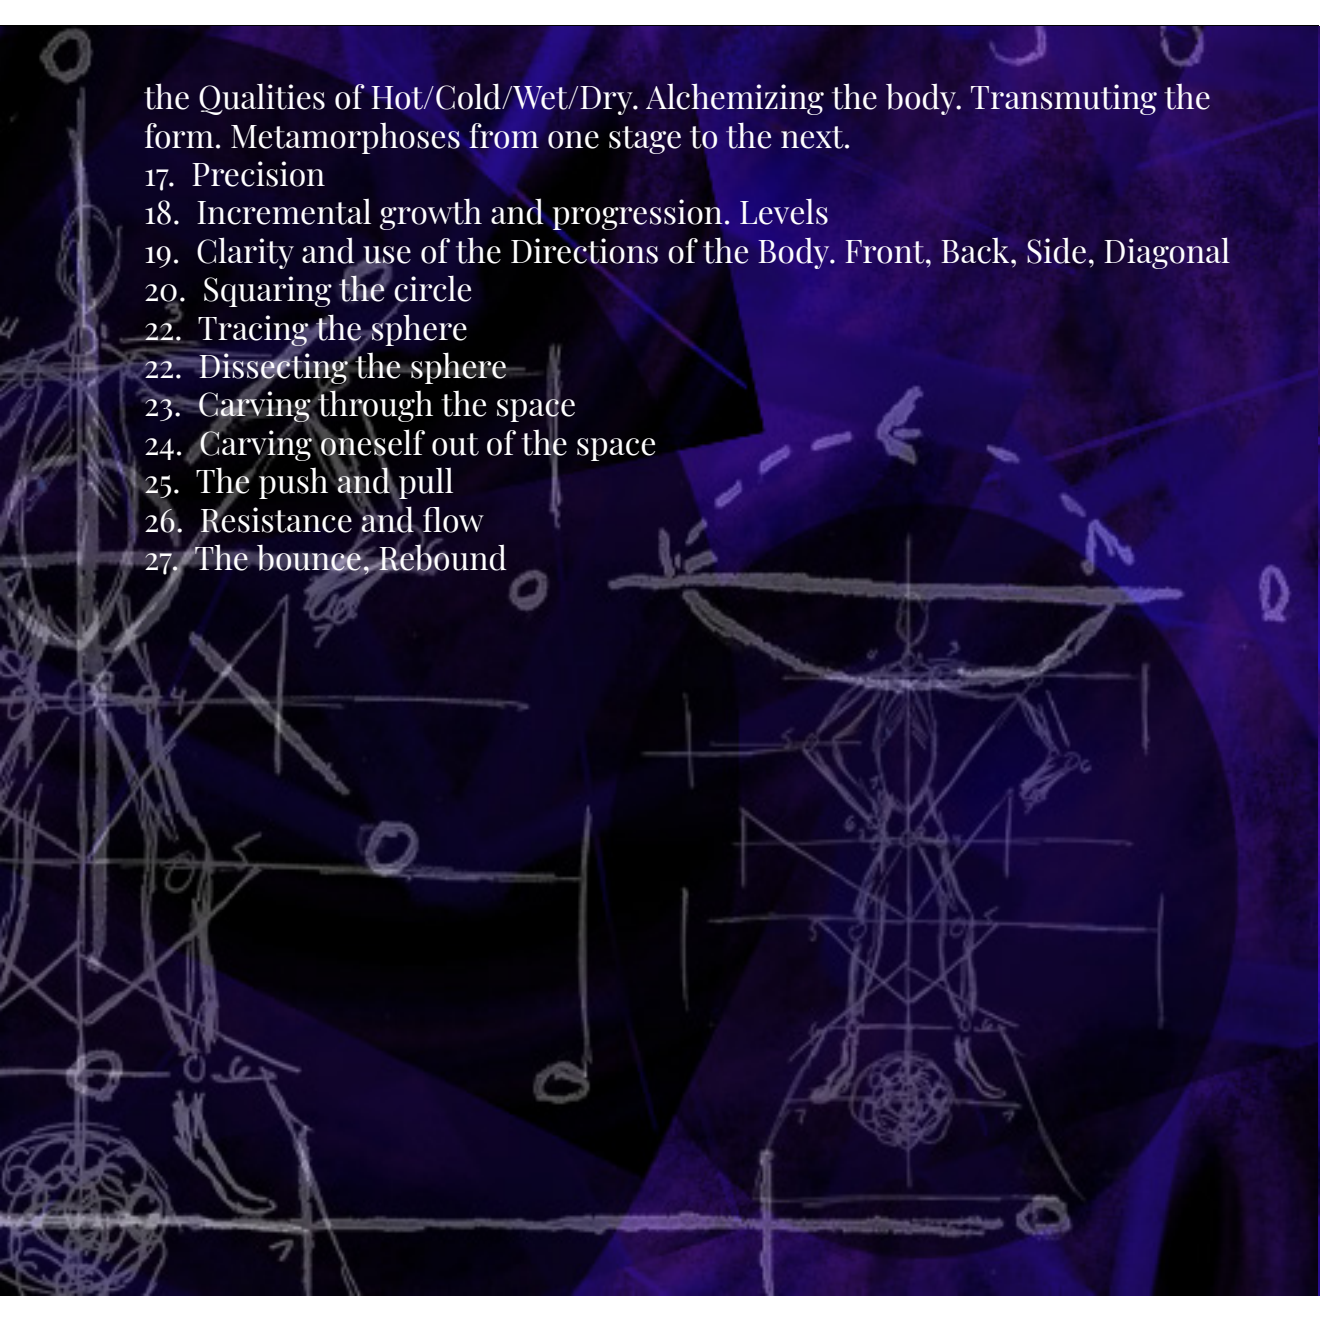 the Qualities of Hot/Cold/Wet/Dry. Alchemizing the body. Transmuting the
form. Metamorphoses from one stage to the next.
17. Precision
18. Incremental growth and progression. Levels
19. Clarity and use of the Directions of the Body. Front, Back, Side, Diagonal
20. Squaring the circle
22. Tracing the sphere
22. Dissecting the sphere
23. Carving through the space
24. Carving oneself out of the space
25. The push and pull
26. Resistance and flow
27. The bounce, Rebound